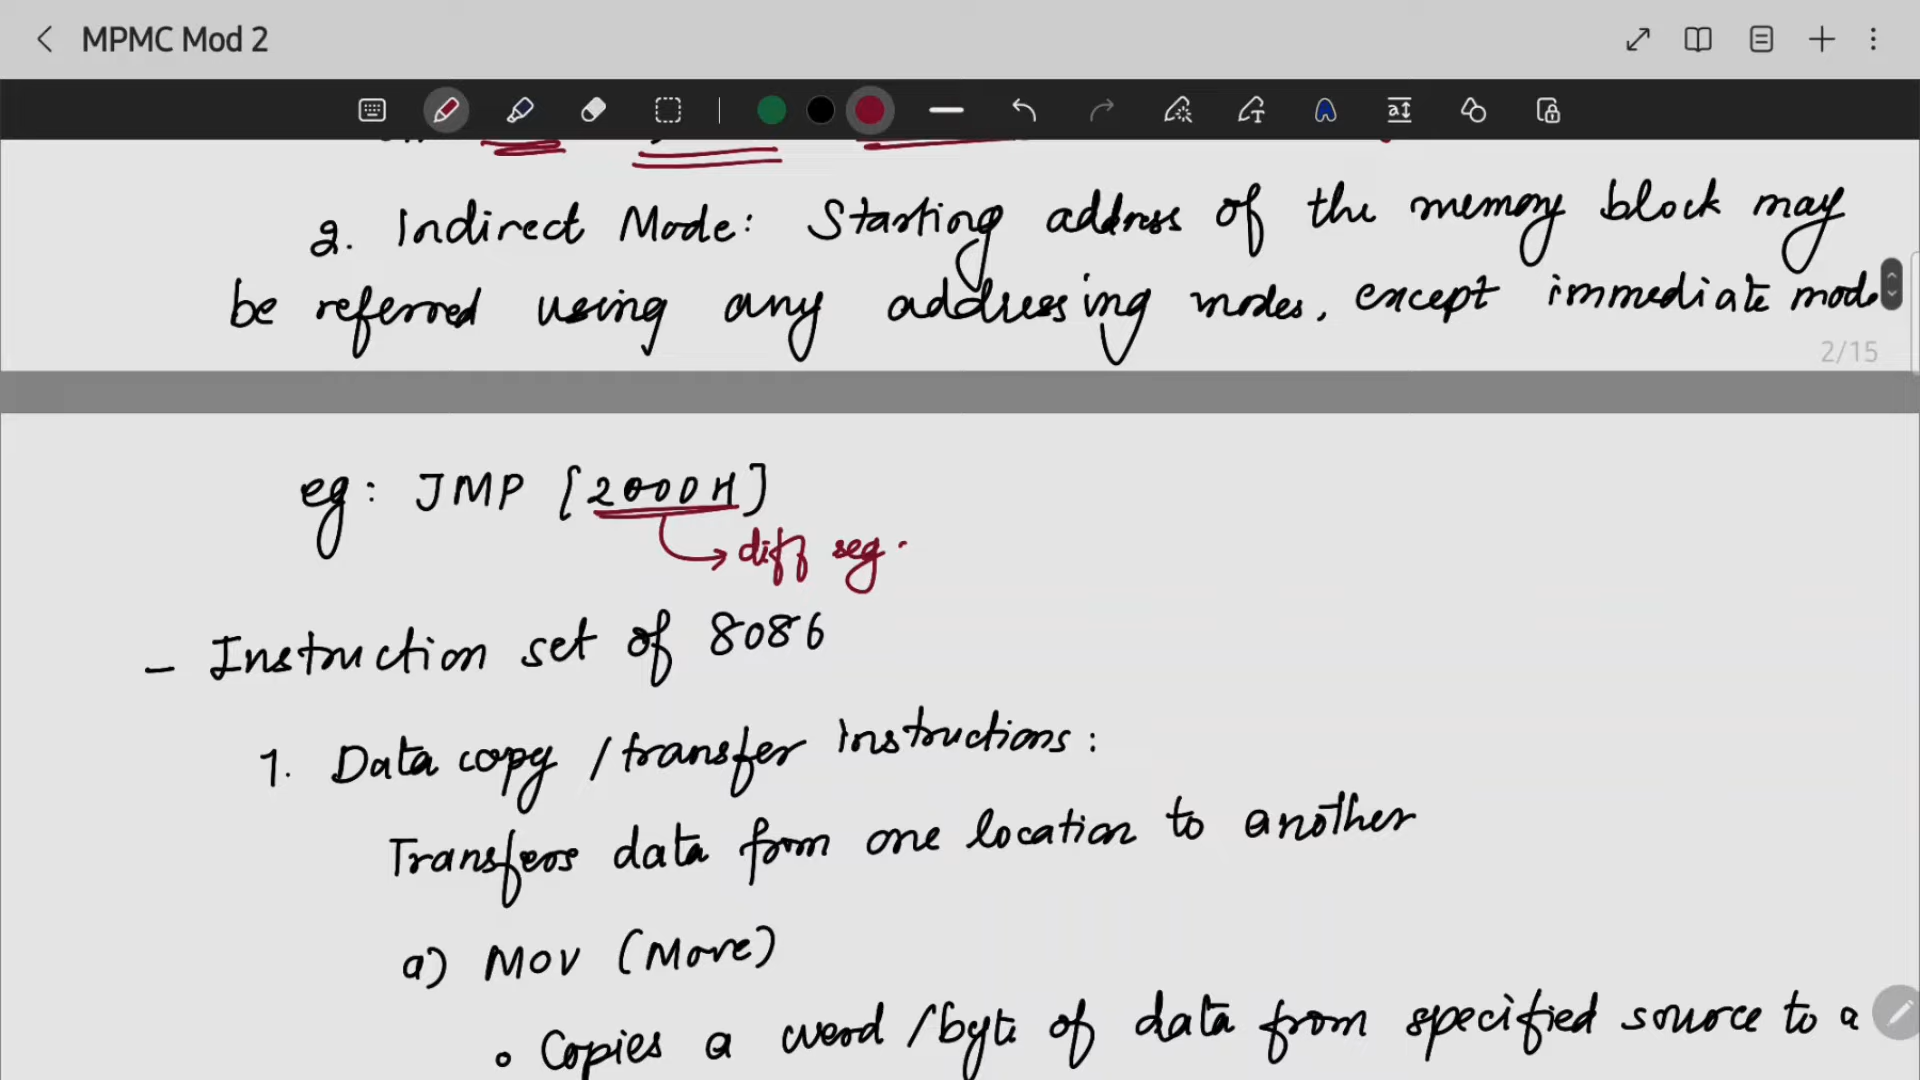 MPMC Mod 2
2. Indirect Mode: Starting address of the memory block may
be referred using any addressing modes, except immediate mode
2/15
eg: JMP [2000H]
diff seg.
- Instruction set of 8086
1. Data copy /transfer instructions:
Transfers data from one location to another
a) MOV (Move)
• Copies a word /byte of data from specified source to a